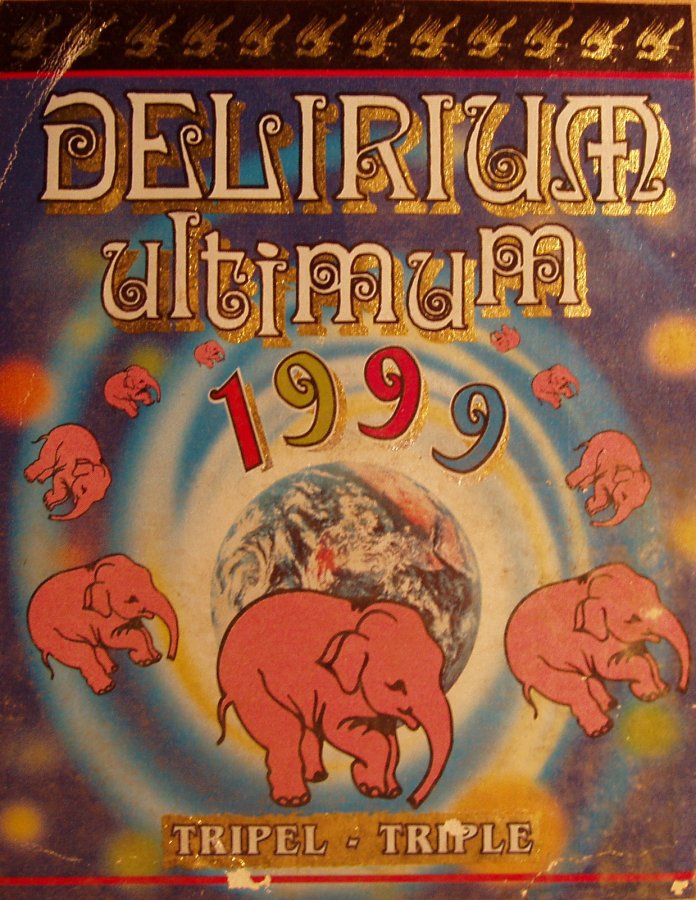 DELIRIUM
ultimum
1999
TRIPEL - TRIPLE